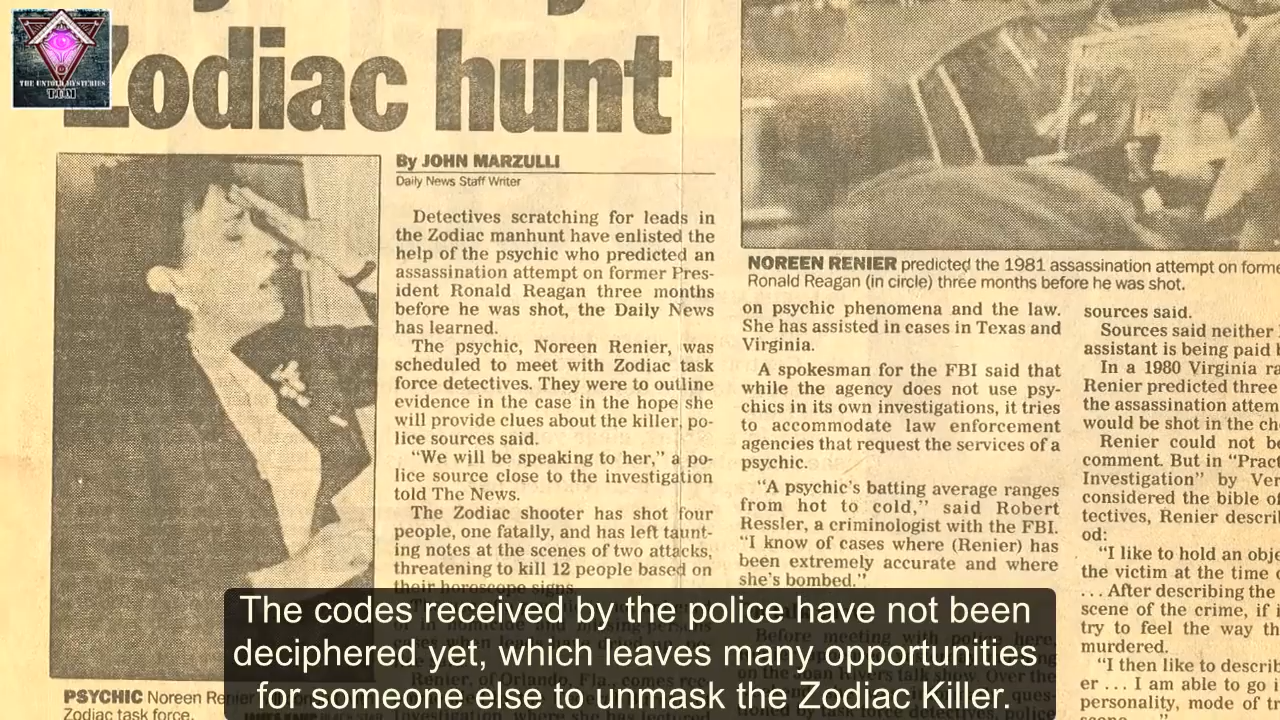 THE UNTOLD MYSTERIES
TUM
Zodiac hunt
By JOHN MARZULLI
Daily News Staff Writer
Detectives scratching for leads in
the Zodiac manhunt have enlisted the
help of the psychic who predicted an
assassination attempt on former Pres-
ident Ronald Reagan three months
before he was shot, the Daily News
has learned.
The psychic, Noreen Renier, was
scheduled to meet with Zodiac task
force detectives. They were to outline
evidence in the case in the hope she
will provide clues about the killer, po-
lice sources said.
“We will be speaking to her,” a po-
lice source close to the investigation
told The News.
The Zodiac shooter has shot four
people, one fatally, and has left taunt-
ing notes at the scenes of two attacks,
threatening to kill 12 people based on
their horoscope signs.
PSYCHIC Noreen Renier
Zodiac task force.
NOREEN RENIER predicted the 1981 assassination attempt on
Ronald Reagan (in circle) three months before he was shot.
on psychic phenomena and the law.
She has assisted in cases in Texas and
Virginia.
A spokesman for the FBI said that
while the agency does not use psy-
chics in its own investigations, it tries
to accommodate law enforcement
agencies that request the services of a
psychic.
“A psychic’s batting average ranges
from hot to cold,” said Robert
Ressler, a criminologist with the FBI.
“I know of cases where (Renier) has
been extremely accurate and where
she’s bombed.”
Before meeting with police here,
sources said.
Sources said neither
assistant is being paid
In a 1980 Virginia
Renier predicted three
the assassination
would be shot in the
Renier could not
comment. But in
Investigation” by
considered the bible
Renier
od:
“I like to hold an
the victim at the time
. . . After describing the
scene of the crime, if
try to feel the way
murdered.
“I then like to
er . . . I am able to go
personality, mode of
The codes received by the police have not been
deciphered yet, which leaves many opportunities
for someone else to unmask the Zodiac Killer.